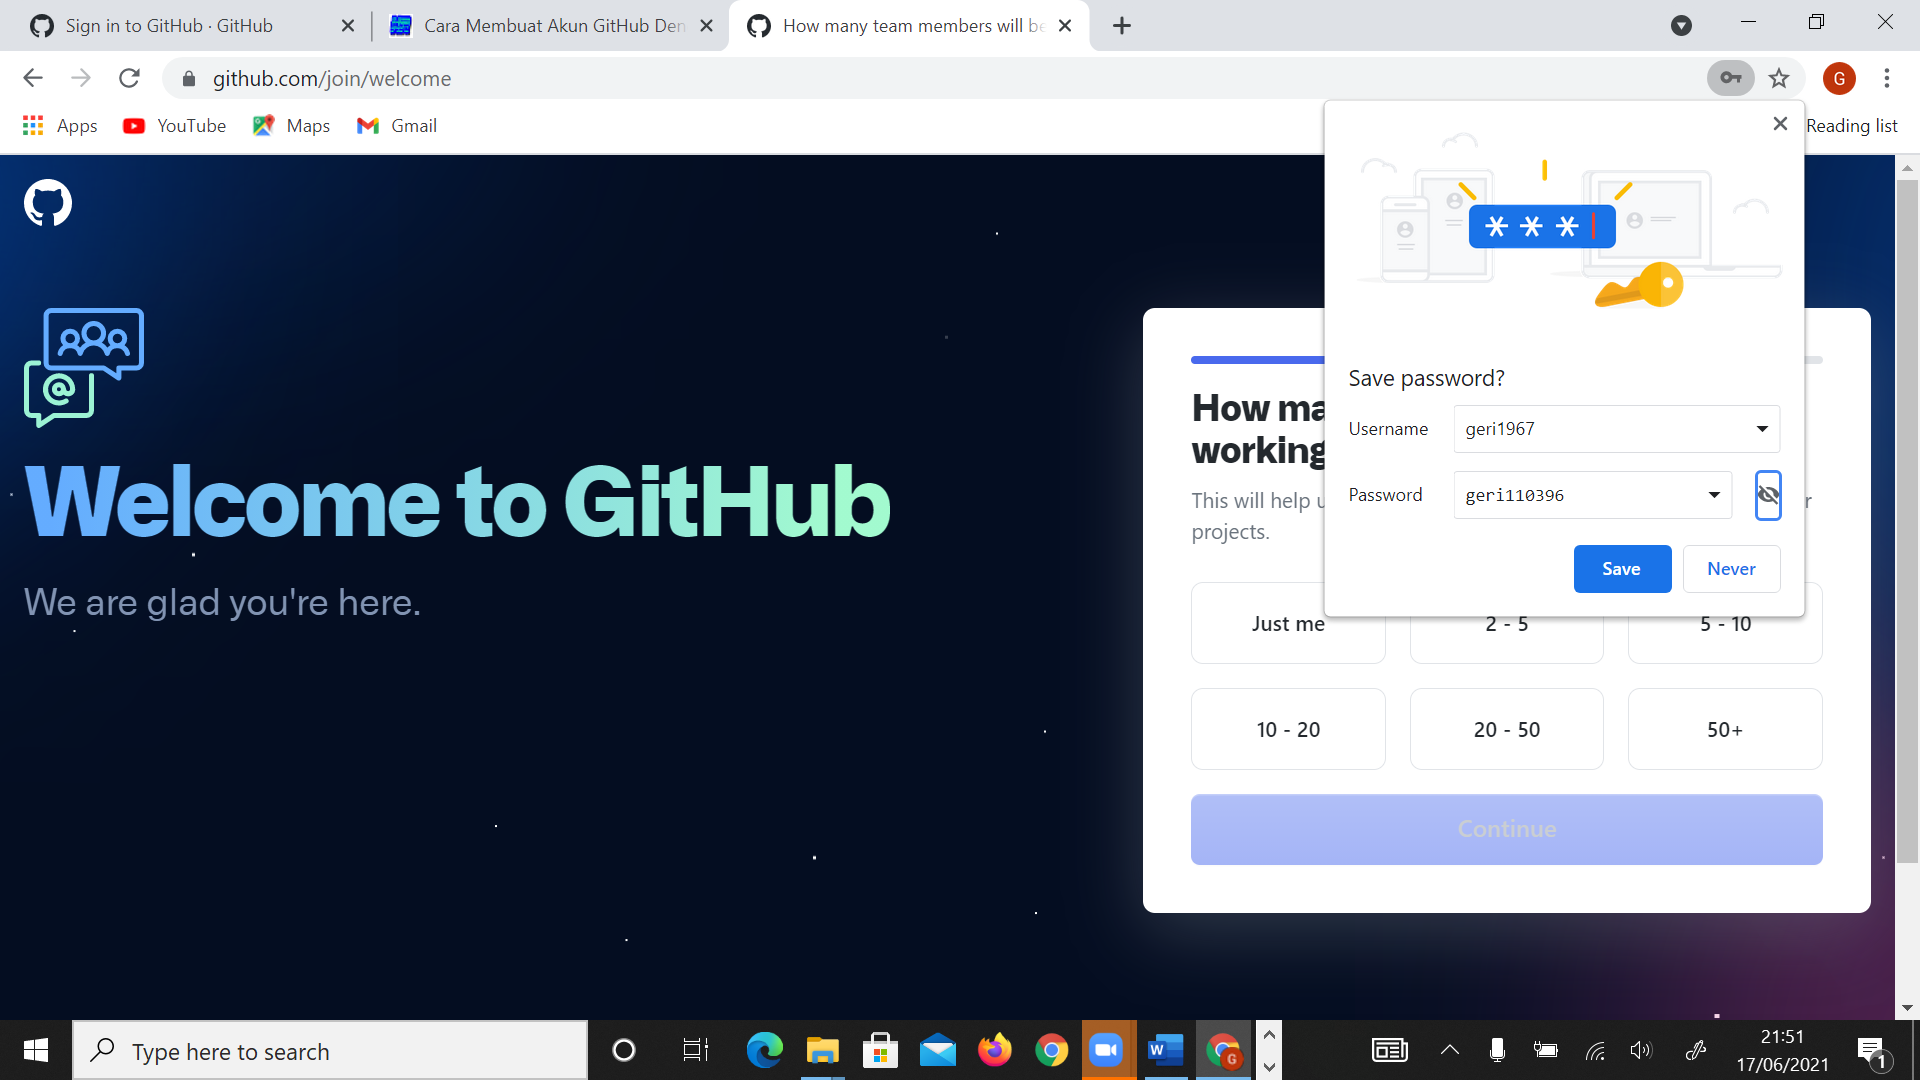 Sign in to GitHub · GitHub
Cara Membuat Akun GitHub Den
How many team members will be
github.com/join/welcome
G
Apps
YouTube
Maps
Gmail
Reading list
Welcome to GitHub
We are glad you're here.
How ma
working
This will help u
r
projects.
Just me
2 - 5
5 - 10
10 - 20
20 - 50
50+
Continue
***
Save password?
Username
geri1967
Password
geri110396
Save
Never
Type here to search
W
G
21:51
17/06/2021
1